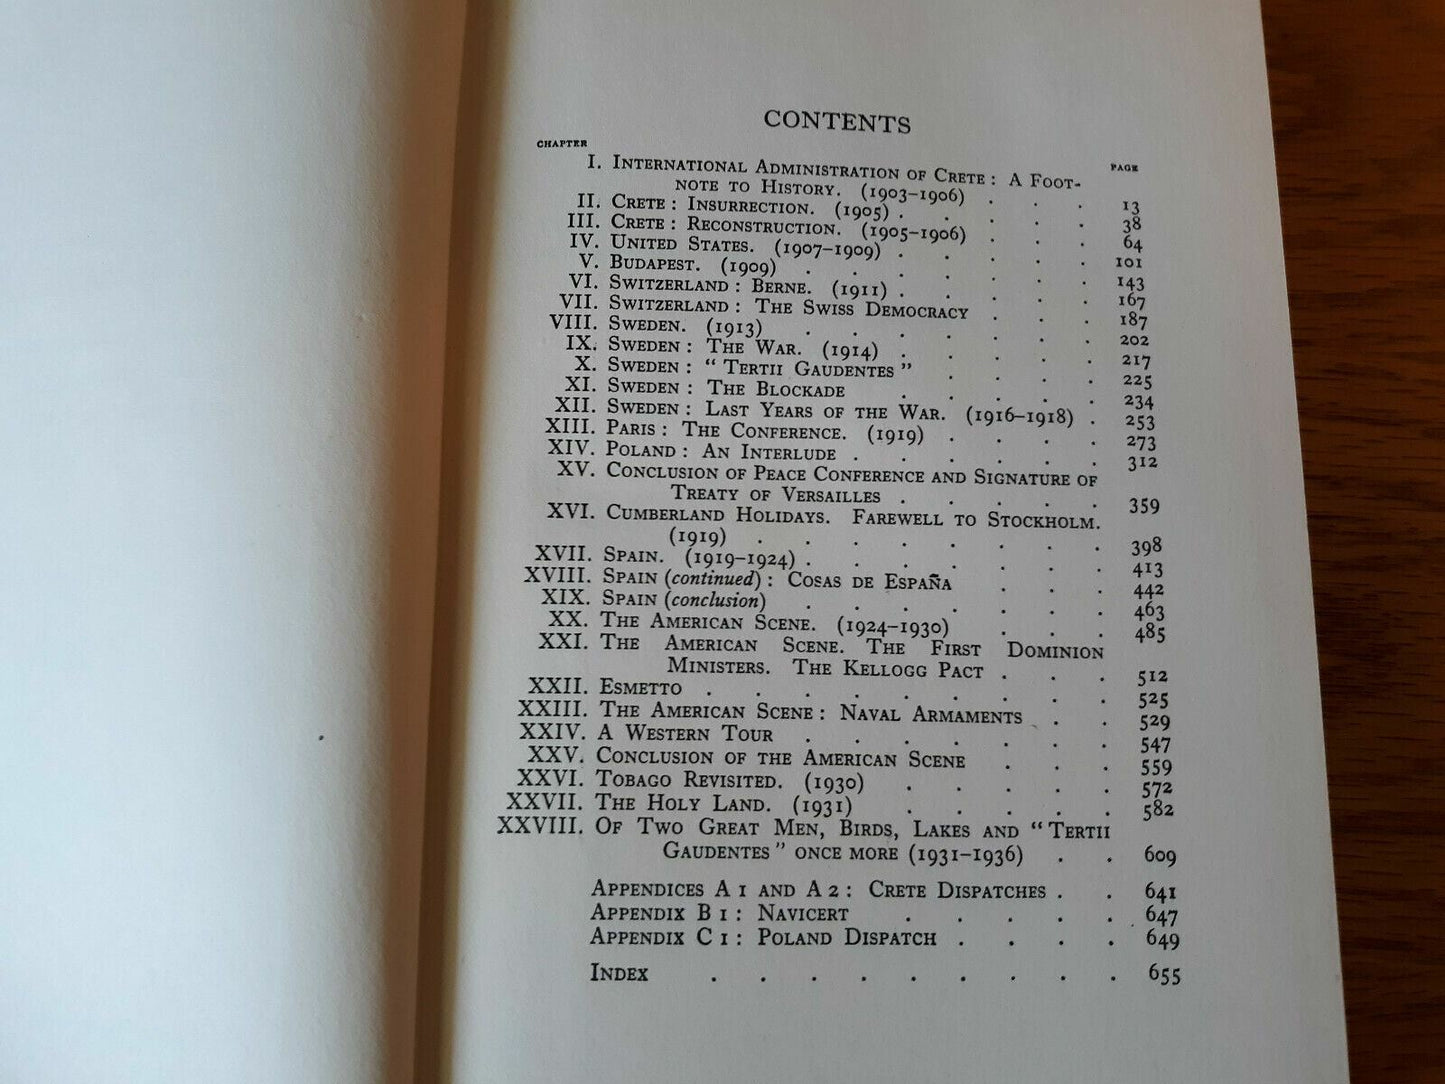 CONTENTS
CHAPTER
PAGE
I. INTERNATIONAL ADMINISTRATION OF CRETE : A FOOT-
NOTE TO HISTORY. (1903–1906) . . . 13
II. CRETE : INSURRECTION. (1905) . . . . . 38
III. CRETE : RECONSTRUCTION. (1905–1906) . . . 64
IV. UNITED STATES. (1907–1909) . . . . . 101
V. BUDAPEST. (1909) . . . . . . . 143
VI. SWITZERLAND : BERNE. (1911) . . . . . 167
VII. SWITZERLAND : THE SWISS DEMOCRACY . . . 187
VIII. SWEDEN. (1913) . . . . . . . 202
IX. SWEDEN : THE WAR. (1914) . . . . . 217
X. SWEDEN : “ TERTII GAUDENTES ” . . . . 225
XI. SWEDEN : THE BLOCKADE . . . . . 234
XII. SWEDEN : LAST YEARS OF THE WAR. (1916–1918) . 253
XIII. PARIS : THE CONFERENCE. (1919) . . . . 273
XIV. POLAND : AN INTERLUDE . . . . . . 312
XV. CONCLUSION OF PEACE CONFERENCE AND SIGNATURE OF
TREATY OF VERSAILLES . . . . . 359
XVI. CUMBERLAND HOLIDAYS. FAREWELL TO STOCKHOLM.
(1919) . . . . . . . . 398
XVII. SPAIN. (1919–1924) . . . . . . . 413
XVIII. SPAIN (continued) : COSAS DE ESPAÑA . . . 442
XIX. SPAIN (conclusion) . . . . . . . 463
XX. THE AMERICAN SCENE. (1924–1930) . . . 485
XXI. THE AMERICAN SCENE. THE FIRST DOMINION
MINISTERS. THE KELLOGG PACT . . . 512
XXII. ESMETTO . . . . . . . . . 525
XXIII. THE AMERICAN SCENE : NAVAL ARMAMENTS . . 529
XXIV. A WESTERN TOUR . . . . . . . 547
XXV. CONCLUSION OF THE AMERICAN SCENE . . . 559
XXVI. TOBAGO REVISITED. (1930) . . . . . 572
XXVII. THE HOLY LAND. (1931) . . . . . 582
XXVIII. OF TWO GREAT MEN, BIRDS, LAKES AND “ TERTII
GAUDENTES ” ONCE MORE (1931–1936) . . 609
APPENDICES A 1 AND A 2 : CRETE DISPATCHES . . 641
APPENDIX B 1 : NAVICERT . . . . . 647
APPENDIX C 1 : POLAND DISPATCH . . . . 649
INDEX . . . . . . . . . 655